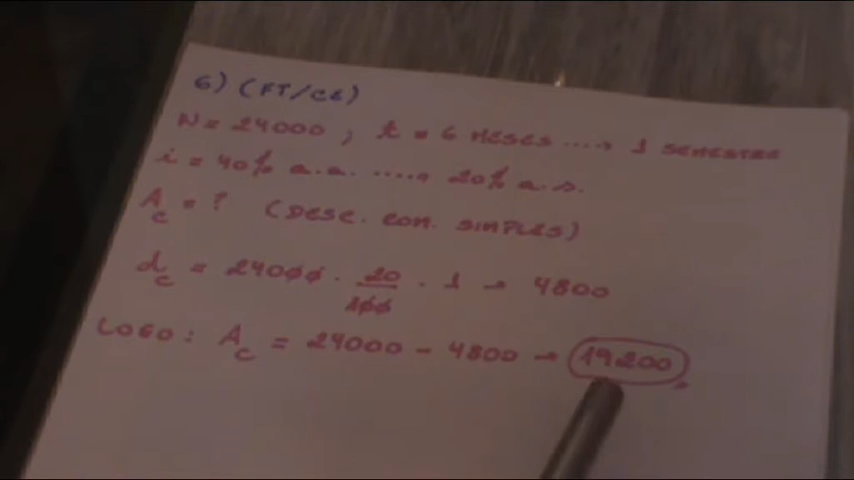 6) (FT/CE)
N = 24000 ; t = 6 MESES ....→ 1 SEMESTRE
i = 40% a.a. ....→ 20% a.s.
Ac = ? (DESC. COM. SIMPLES)
dc = 24000 . 20/100 . 1 → 4800
LOGO : Ac = 24000 - 4800 → 19200